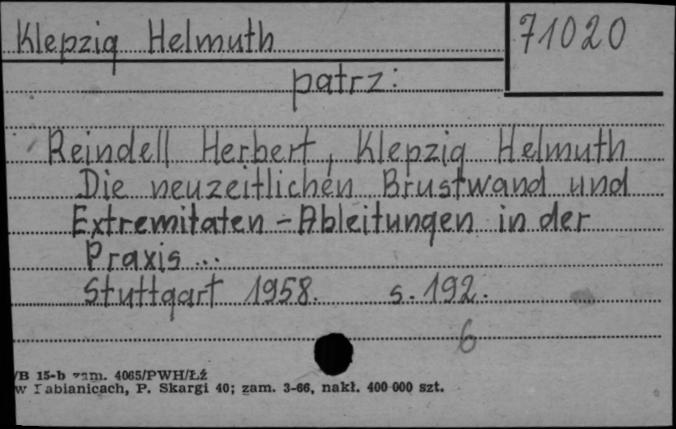 Klepzig Helmuth
71020
patrz:
Reindell Herbert, Klepzig Helmuth
Die neuzeitlichen Brustwand und
Extremitaten-Ableitungen in der
Praxis...
Stuttgart 1958. s. 192.
6
/B 15-b zam. 4065/PWH/ŁŻ
w Pabianicach, P. Skargi 40; zam. 3-66, nakł. 400 000 szt.